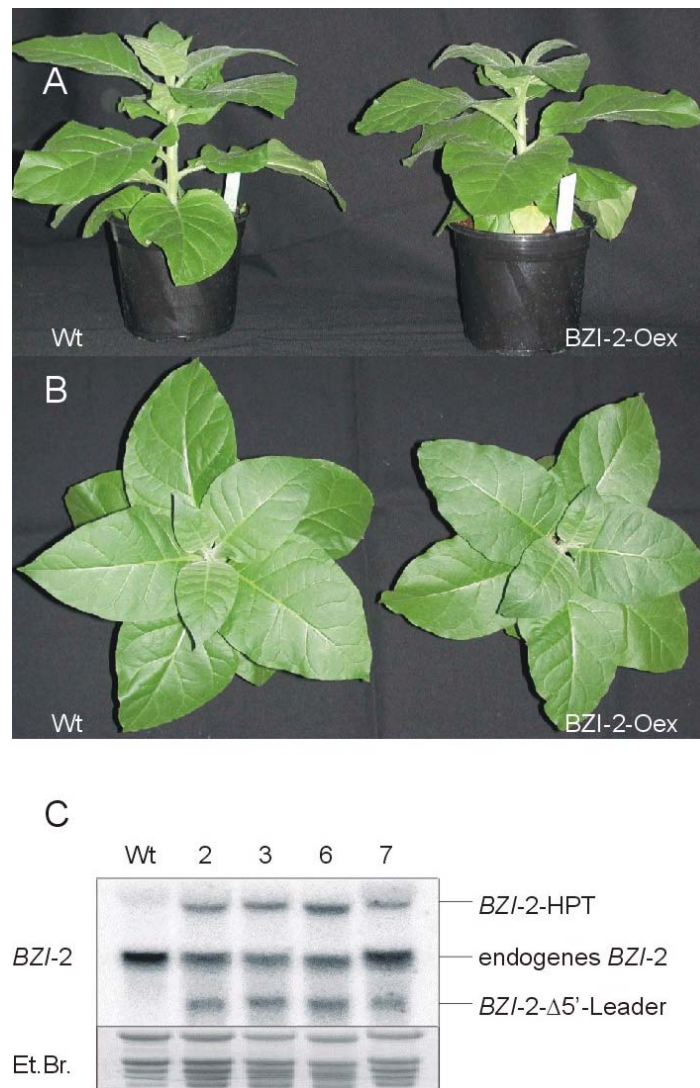 A
Wt
BZI-2-Oex
B
Wt
BZI-2-Oex
C
Wt 2 3 6 7
BZI-2-HPT
BZI-2 endogenes BZI-2
BZI-2-Δ5'-Leader
Et.Br.